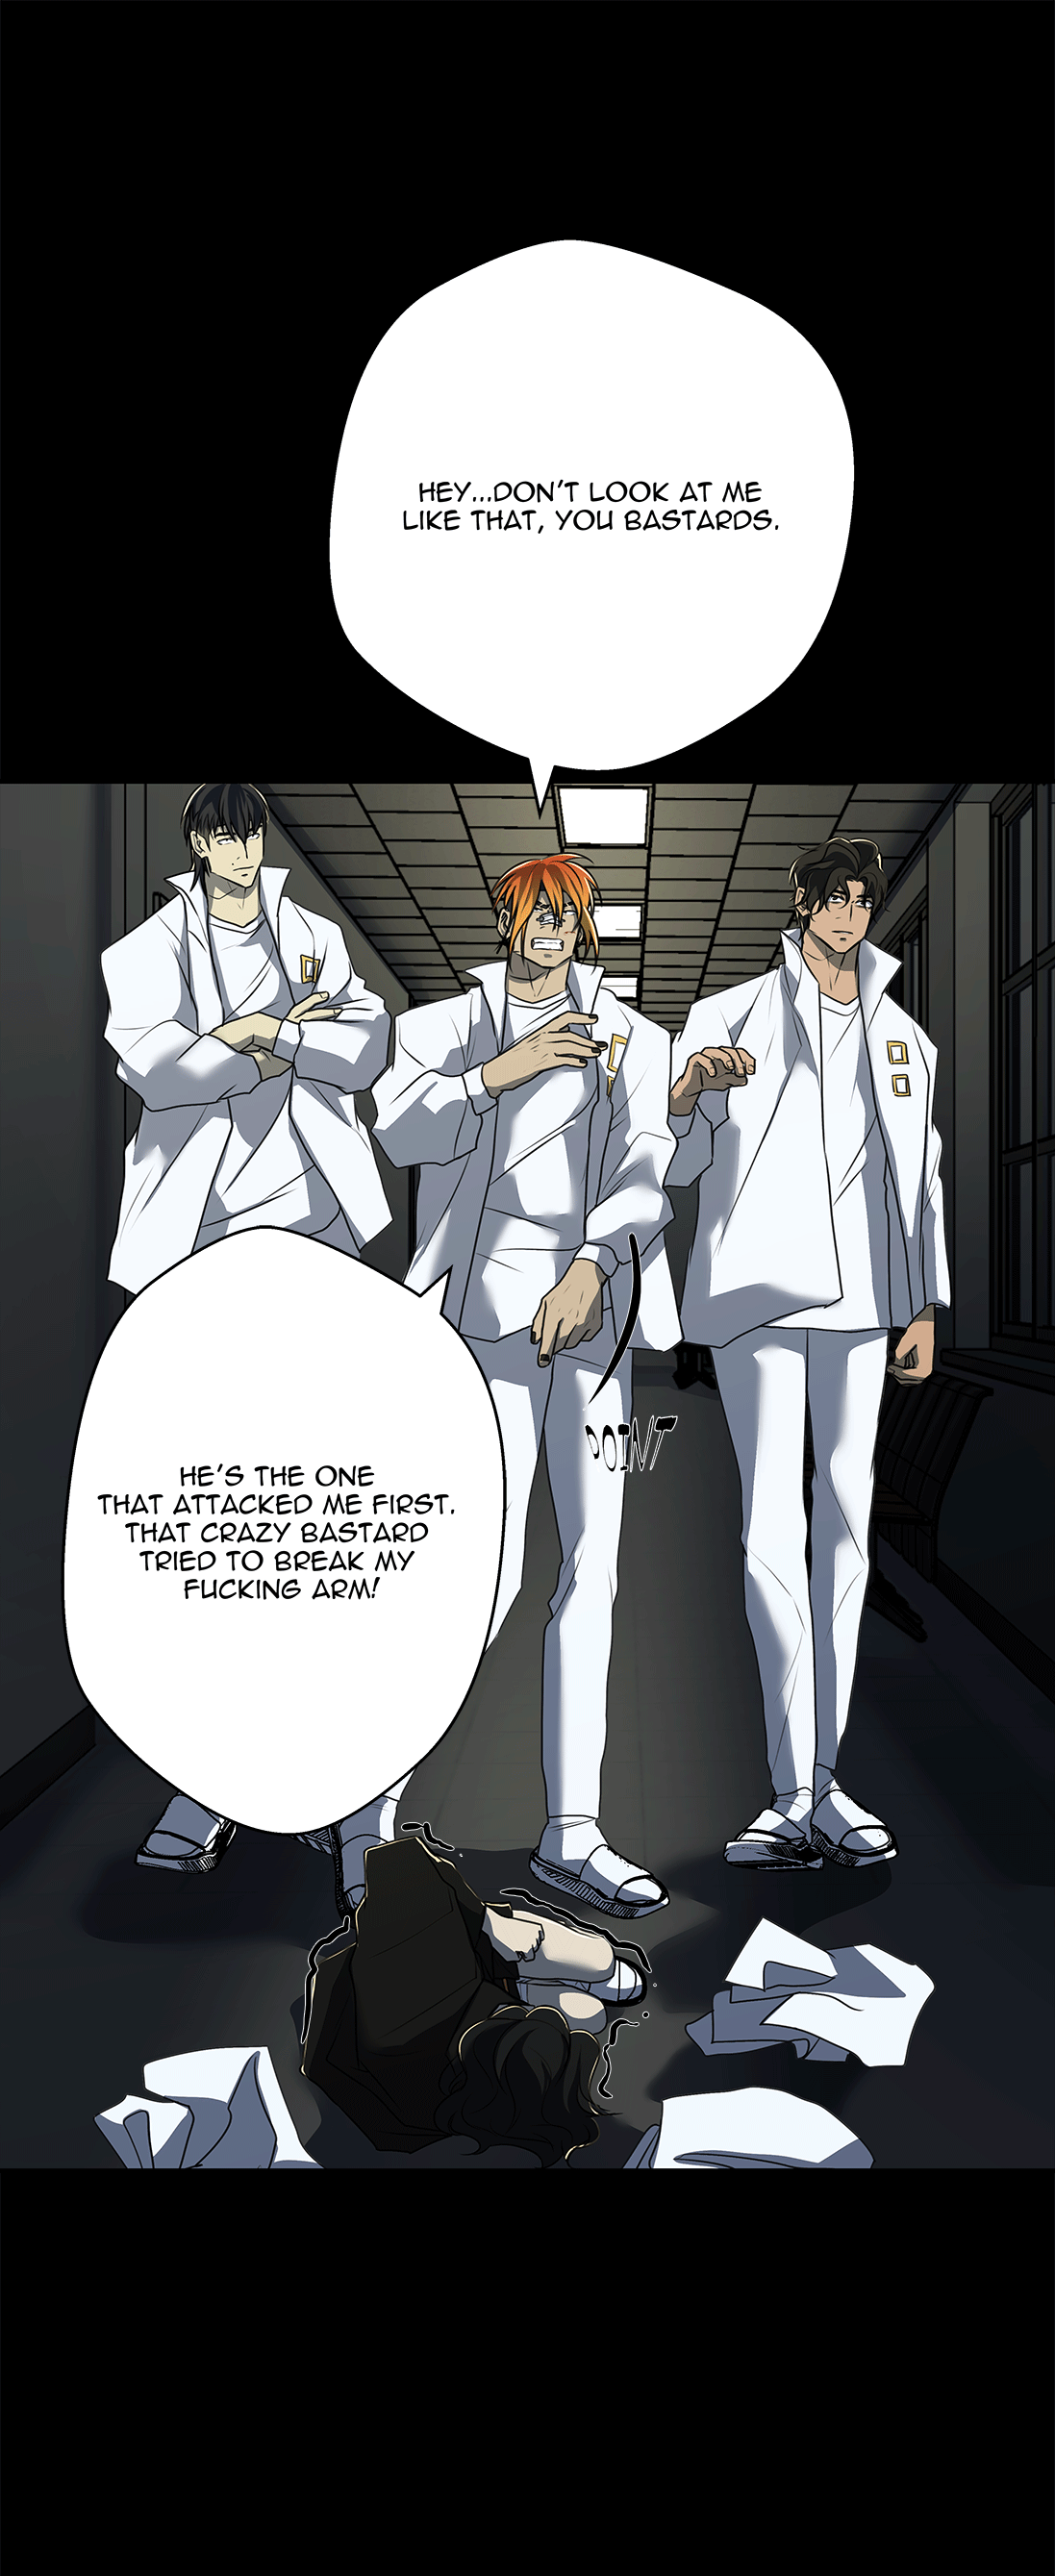 HEY...DON'T LOOK AT ME
LIKE THAT, YOU BASTARDS.
POINT
HE'S THE ONE
THAT ATTACKED ME FIRST.
THAT CRAZY BASTARD
TRIED TO BREAK MY
FUCKING ARM!